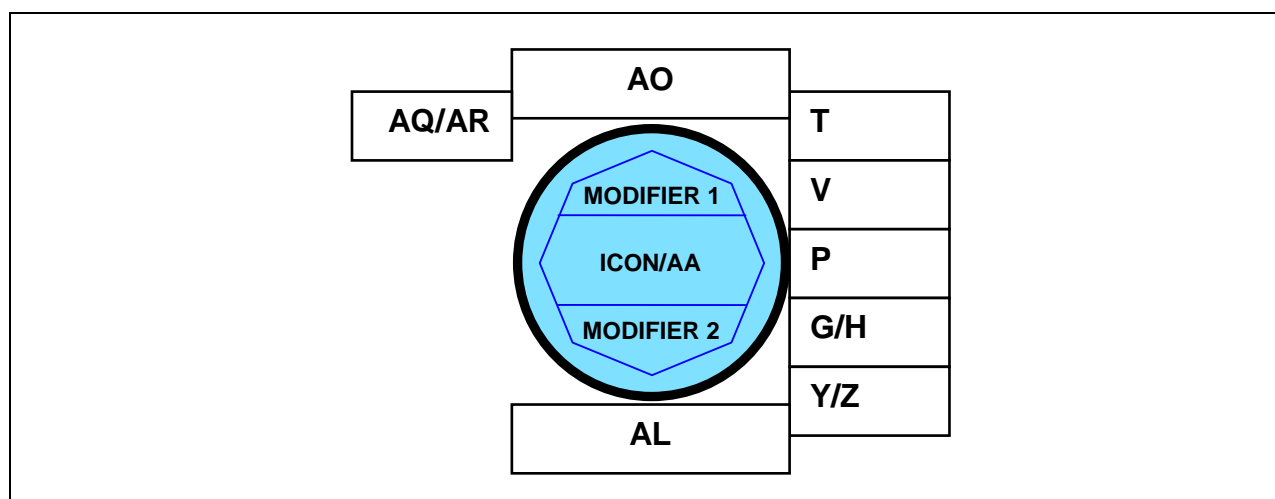 AO
AQ/AR
T
MODIFIER 1
V
ICON/AA
P
MODIFIER 2
G/H
Y/Z
AL